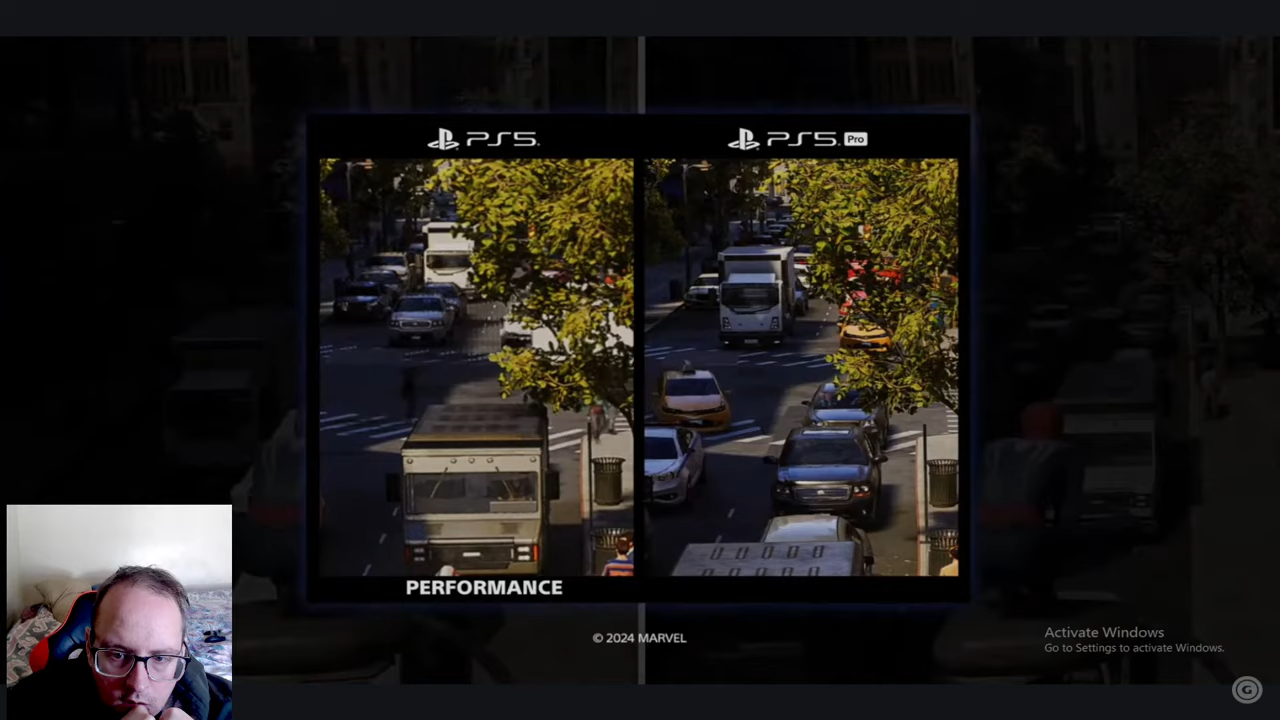 PS5
PS5 Pro
PERFORMANCE
© 2024 MARVEL
Activate Windows
Go to Settings to activate Windows.